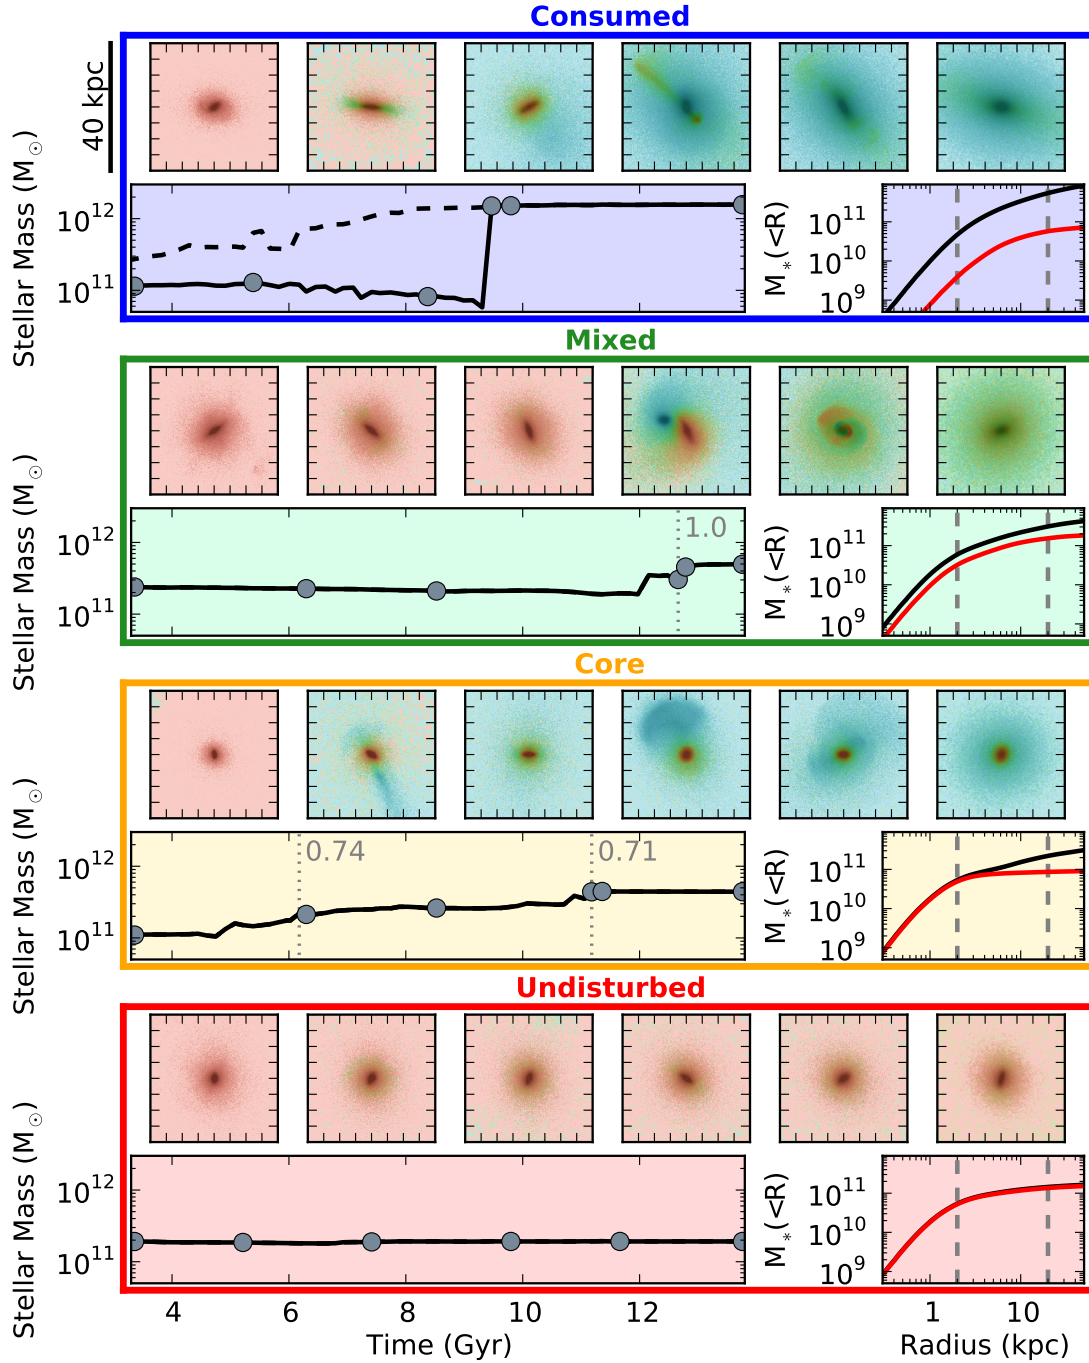 Consumed
40 kpc
Stellar Mass (M☉)
10¹²
10¹¹
M*(<R)
10¹¹
10¹⁰
10⁹
Mixed
Stellar Mass (M☉)
10¹²
10¹¹
1.0
M*(<R)
10¹¹
10¹⁰
10⁹
Core
Stellar Mass (M☉)
10¹²
10¹¹
0.74
0.71
M*(<R)
10¹¹
10¹⁰
10⁹
Undisturbed
Stellar Mass (M☉)
10¹²
10¹¹
M*(<R)
10¹¹
10¹⁰
10⁹
4 6 8 10 12
1 10
Time (Gyr)
Radius (kpc)